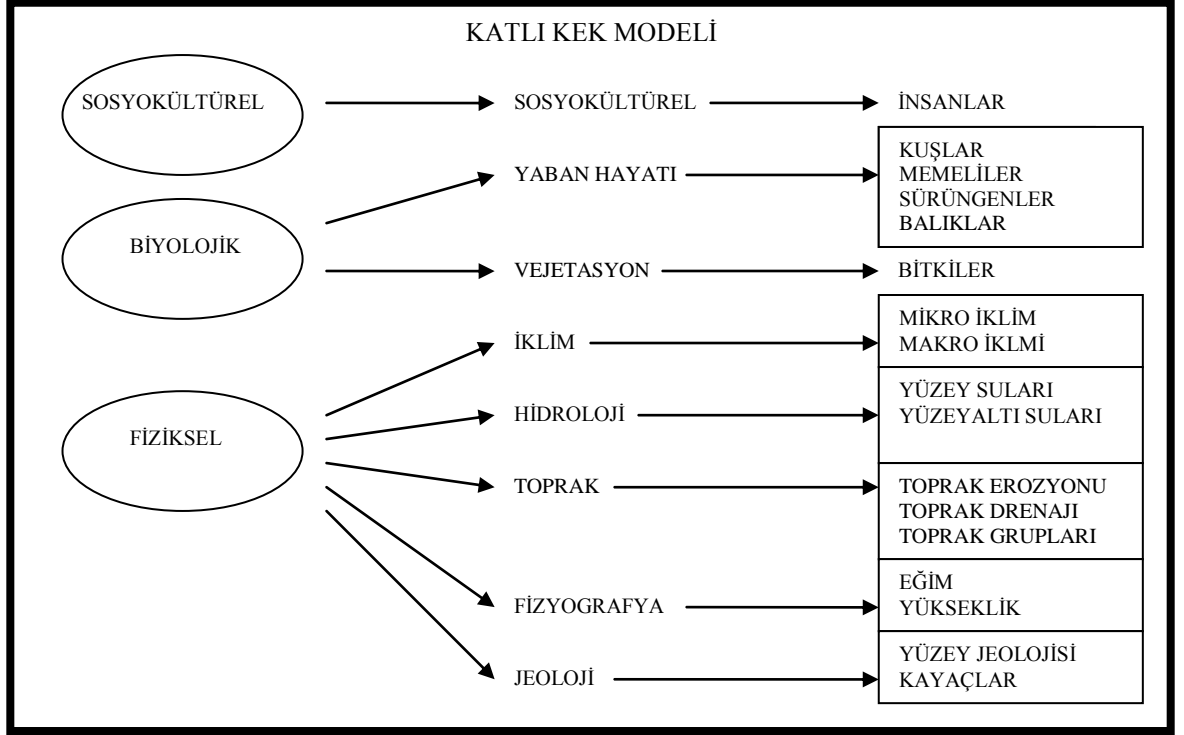 KATLI KEK MODELİ
SOSYOKÜLTÜREL
SOSYOKÜLTÜREL
İNSANLAR
BİYOLOJİK
YABAN HAYATI
KUŞLAR
MEMELİLER
SÜRÜNGENLER
BALIKLAR
VEJETASYON
BİTKİLER
FİZİKSEL
İKLİM
MİKRO İKLİM
MAKRO İKLMİ
HİDROLOJİ
YÜZEY SULARI
YÜZEYALTI SULARI
TOPRAK
TOPRAK EROZYONU
TOPRAK DRENAJI
TOPRAK GRUPLARI
FİZYOGRAFYA
EĞİM
YÜKSEKLİK
JEOLOJİ
YÜZEY JEOLOJİSİ
KAYAÇLAR